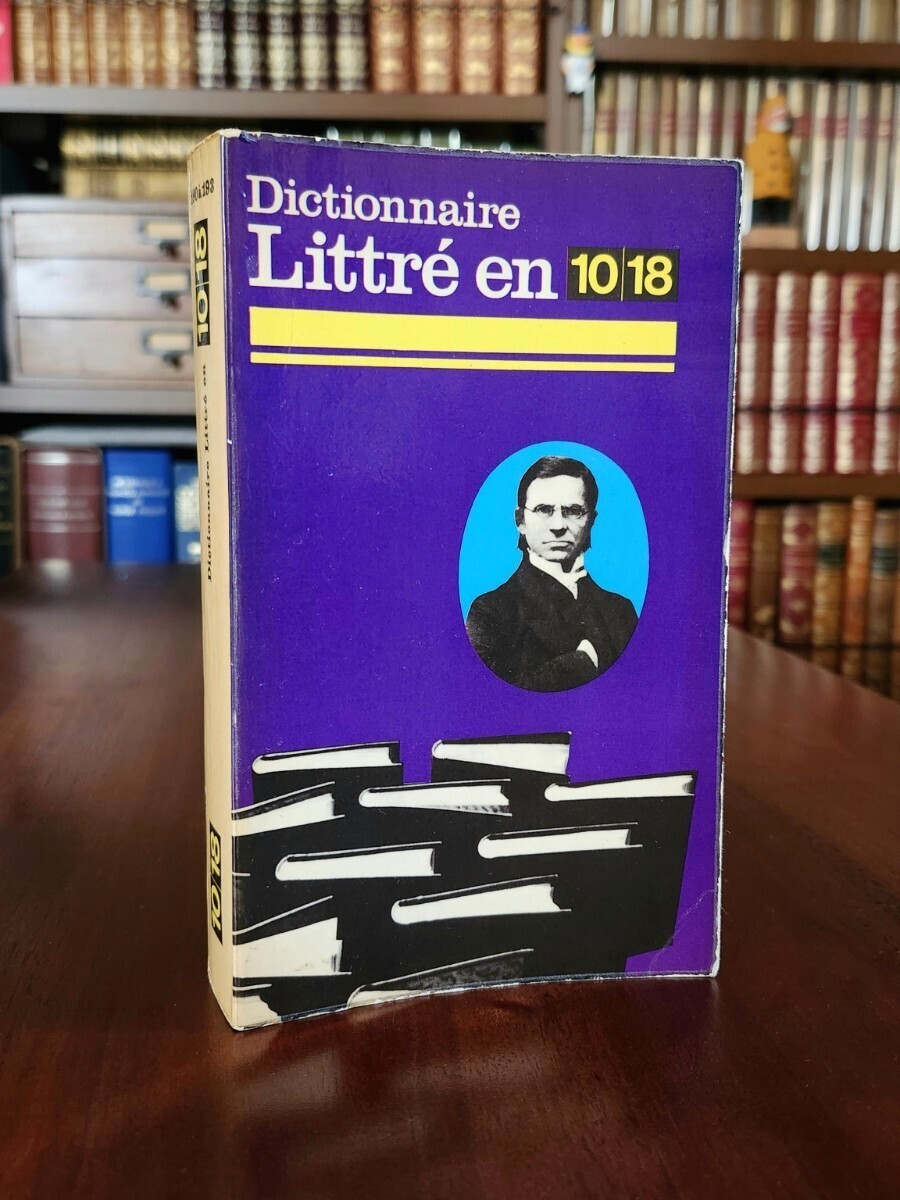 Dictionnaire
Littré en 10|18
10|18
Dictionnaire Littré en
10/18